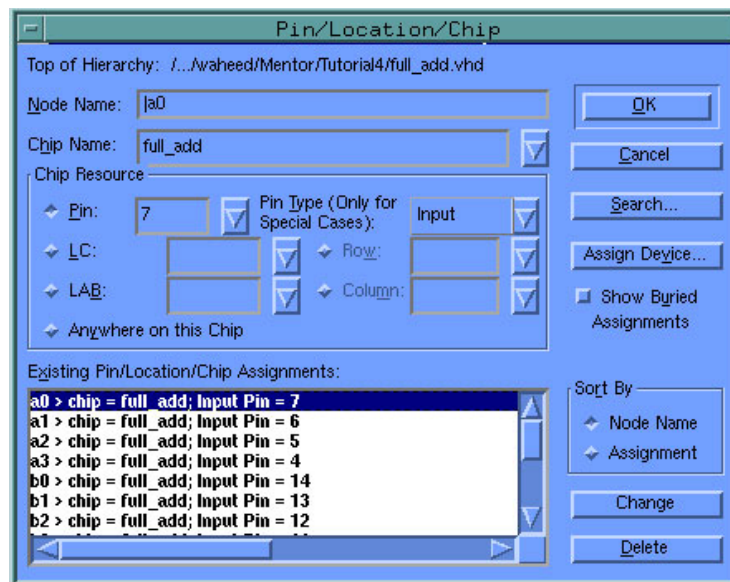 Pin/Location/Chip
Top of Hierarchy: /.../waheed/Mentor/Tutorial4/full_add.vhd
Node Name: |a0
OK
Chip Name: full_add
Cancel
Chip Resource
Pin: 7
Pin Type (Only for Special Cases): Input
Search...
LC:
Row:
Assign Device...
LAB:
Column:
Show Buried Assignments
Anywhere on this Chip
Existing Pin/Location/Chip Assignments:
a0 > chip = full_add; Input Pin = 7
a1 > chip = full_add; Input Pin = 6
a2 > chip = full_add; Input Pin = 5
a3 > chip = full_add; Input Pin = 4
b0 > chip = full_add; Input Pin = 14
b1 > chip = full_add; Input Pin = 13
b2 > chip = full_add; Input Pin = 12
Sort By
Node Name
Assignment
Change
Delete